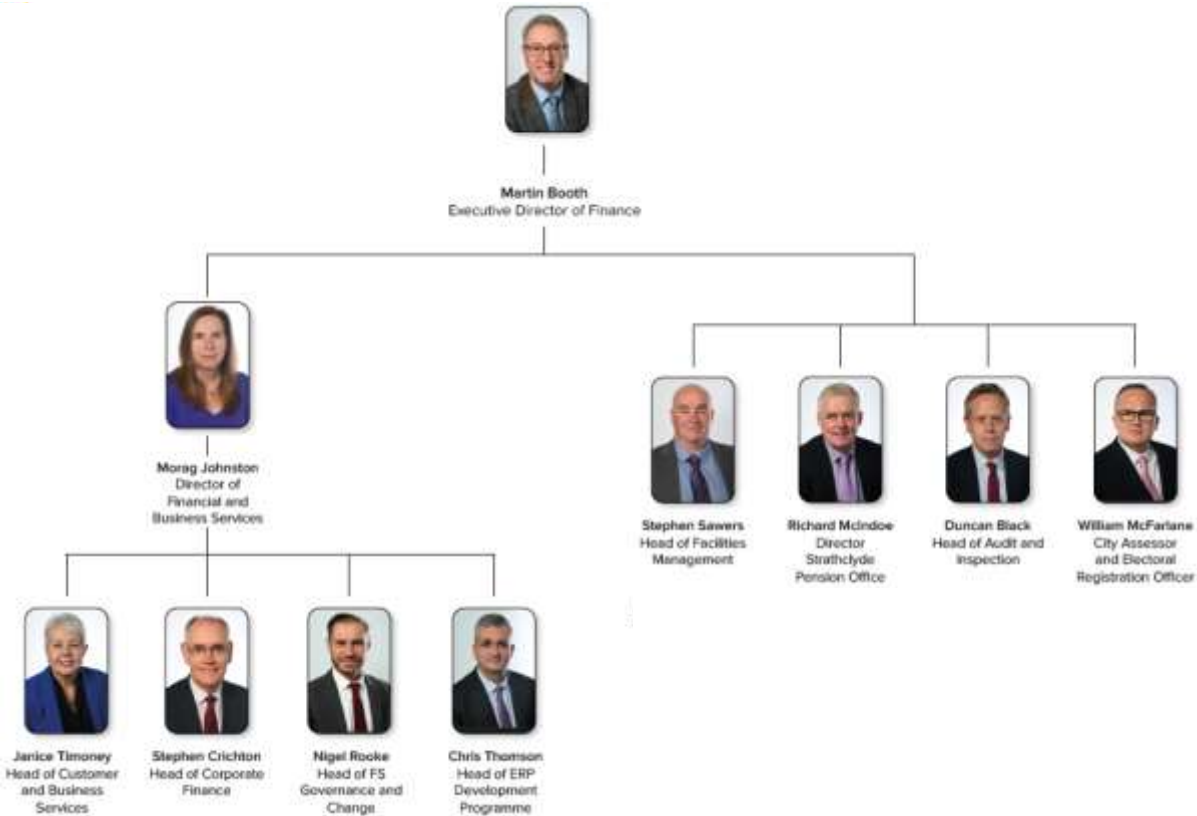 Martin Booth
Executive Director of Finance
Morag Johnston
Director of
Financial and
Business Services
Stephen Sawers
Head of Facilities
Management
Richard McIndoe
Director
Strathclyde
Pension Office
Duncan Black
Head of Audit and
Inspection
William McFarlane
City Assessor
and Electoral
Registration Officer
Janice Timoney
Head of Customer
and Business
Services
Stephen Crichton
Head of Corporate
Finance
Nigel Rooke
Head of FS
Governance and
Change
Chris Thomson
Head of ERP
Development
Programme